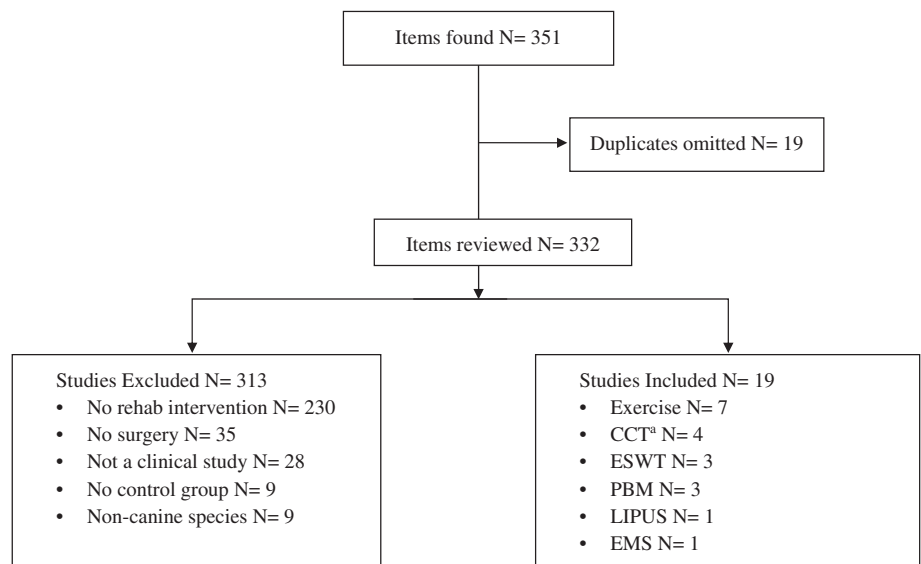 Items found N= 351
Duplicates omitted N= 19
Items reviewed N= 332
Studies Excluded N= 313
• No rehab intervention N= 230
• No surgery N= 35
• Not a clinical study N= 28
• No control group N= 9
• Non-canine species N= 9
Studies Included N= 19
• Exercise N= 7
• CCTᵃ N= 4
• ESWT N= 3
• PBM N= 3
• LIPUS N= 1
• EMS N= 1